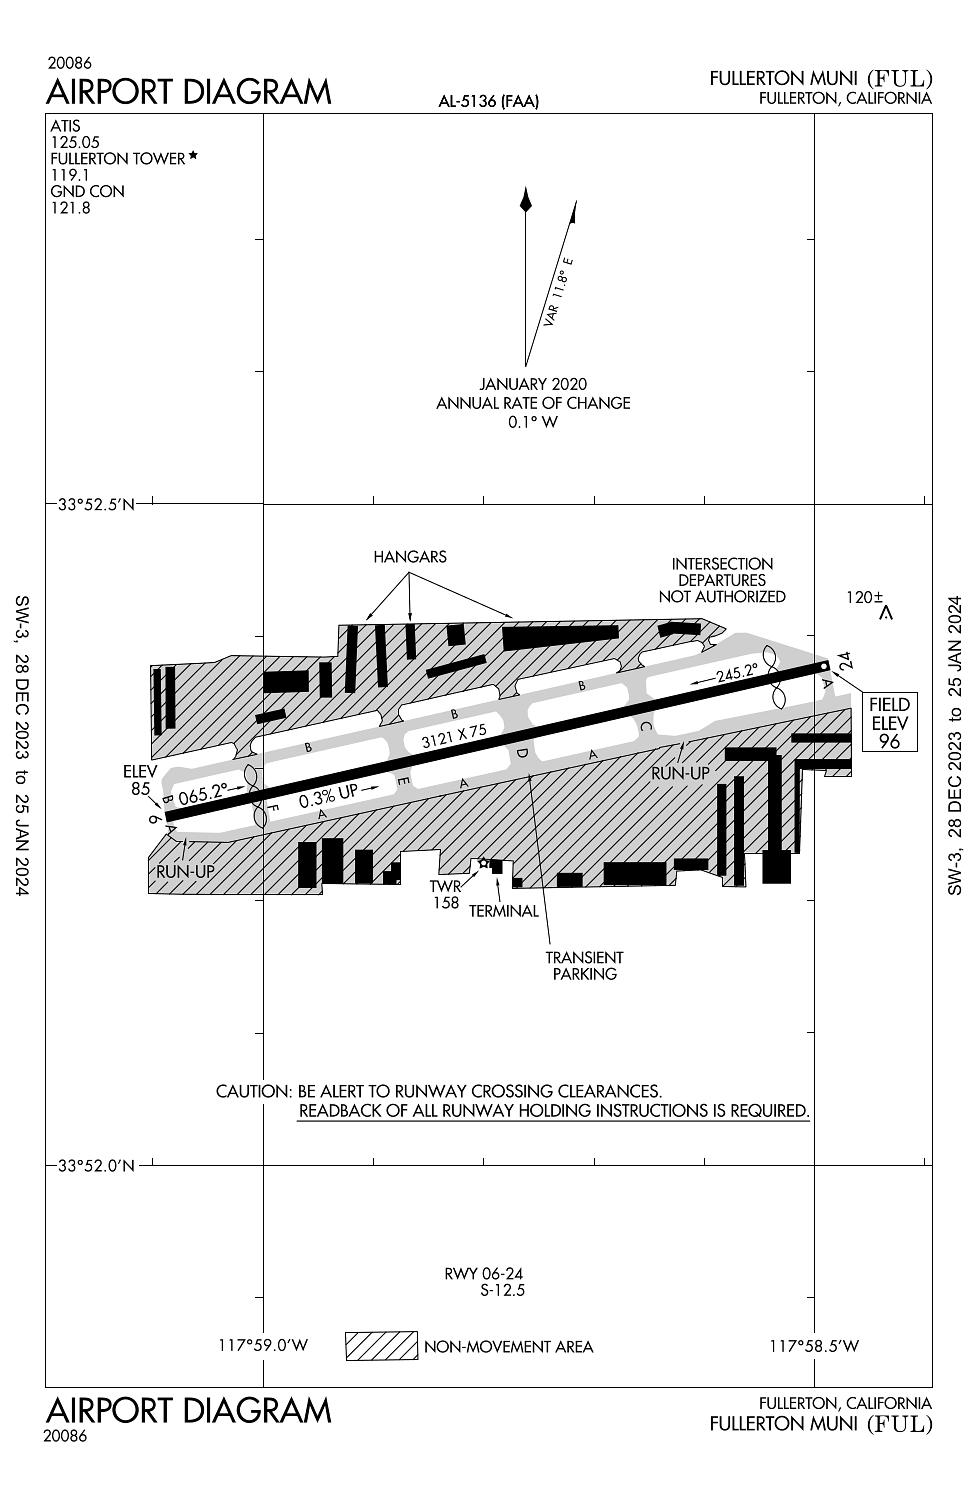 20086
AIRPORT DIAGRAM
AL-5136 (FAA)
FULLERTON MUNI (FUL)
FULLERTON, CALIFORNIA
ATIS
125.05
FULLERTON TOWER ★
119.1
GND CON
121.8
VAR 11.8° E
JANUARY 2020
ANNUAL RATE OF CHANGE
0.1° W
33°52.5'N
HANGARS
INTERSECTION
DEPARTURES
NOT AUTHORIZED
120±
24
A
245.2°
FIELD
ELEV
96
B
B
B
3121 X 75
C
D
A
RUN-UP
ELEV
85
B
065.2°
F
0.3% UP
E
A
A
6
A
RUN-UP
TWR
158
TERMINAL
TRANSIENT
PARKING
CAUTION: BE ALERT TO RUNWAY CROSSING CLEARANCES.
READBACK OF ALL RUNWAY HOLDING INSTRUCTIONS IS REQUIRED.
33°52.0'N
RWY 06-24
S-12.5
117°59.0'W
NON-MOVEMENT AREA
117°58.5'W
SW-3, 28 DEC 2023 to 25 JAN 2024
SW-3, 28 DEC 2023 to 25 JAN 2024
AIRPORT DIAGRAM
20086
FULLERTON, CALIFORNIA
FULLERTON MUNI (FUL)